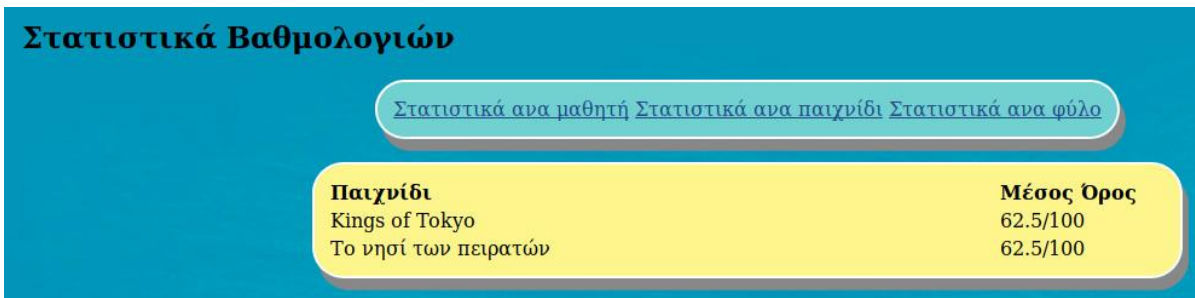 Στατιστικά Βαθμολογιών
Στατιστικά ανα μαθητή Στατιστικά ανα παιχνίδι Στατιστικά ανα φύλο
Παιχνίδι Μέσος Όρος
Kings of Tokyo 62.5/100
Το νησί των πειρατών 62.5/100